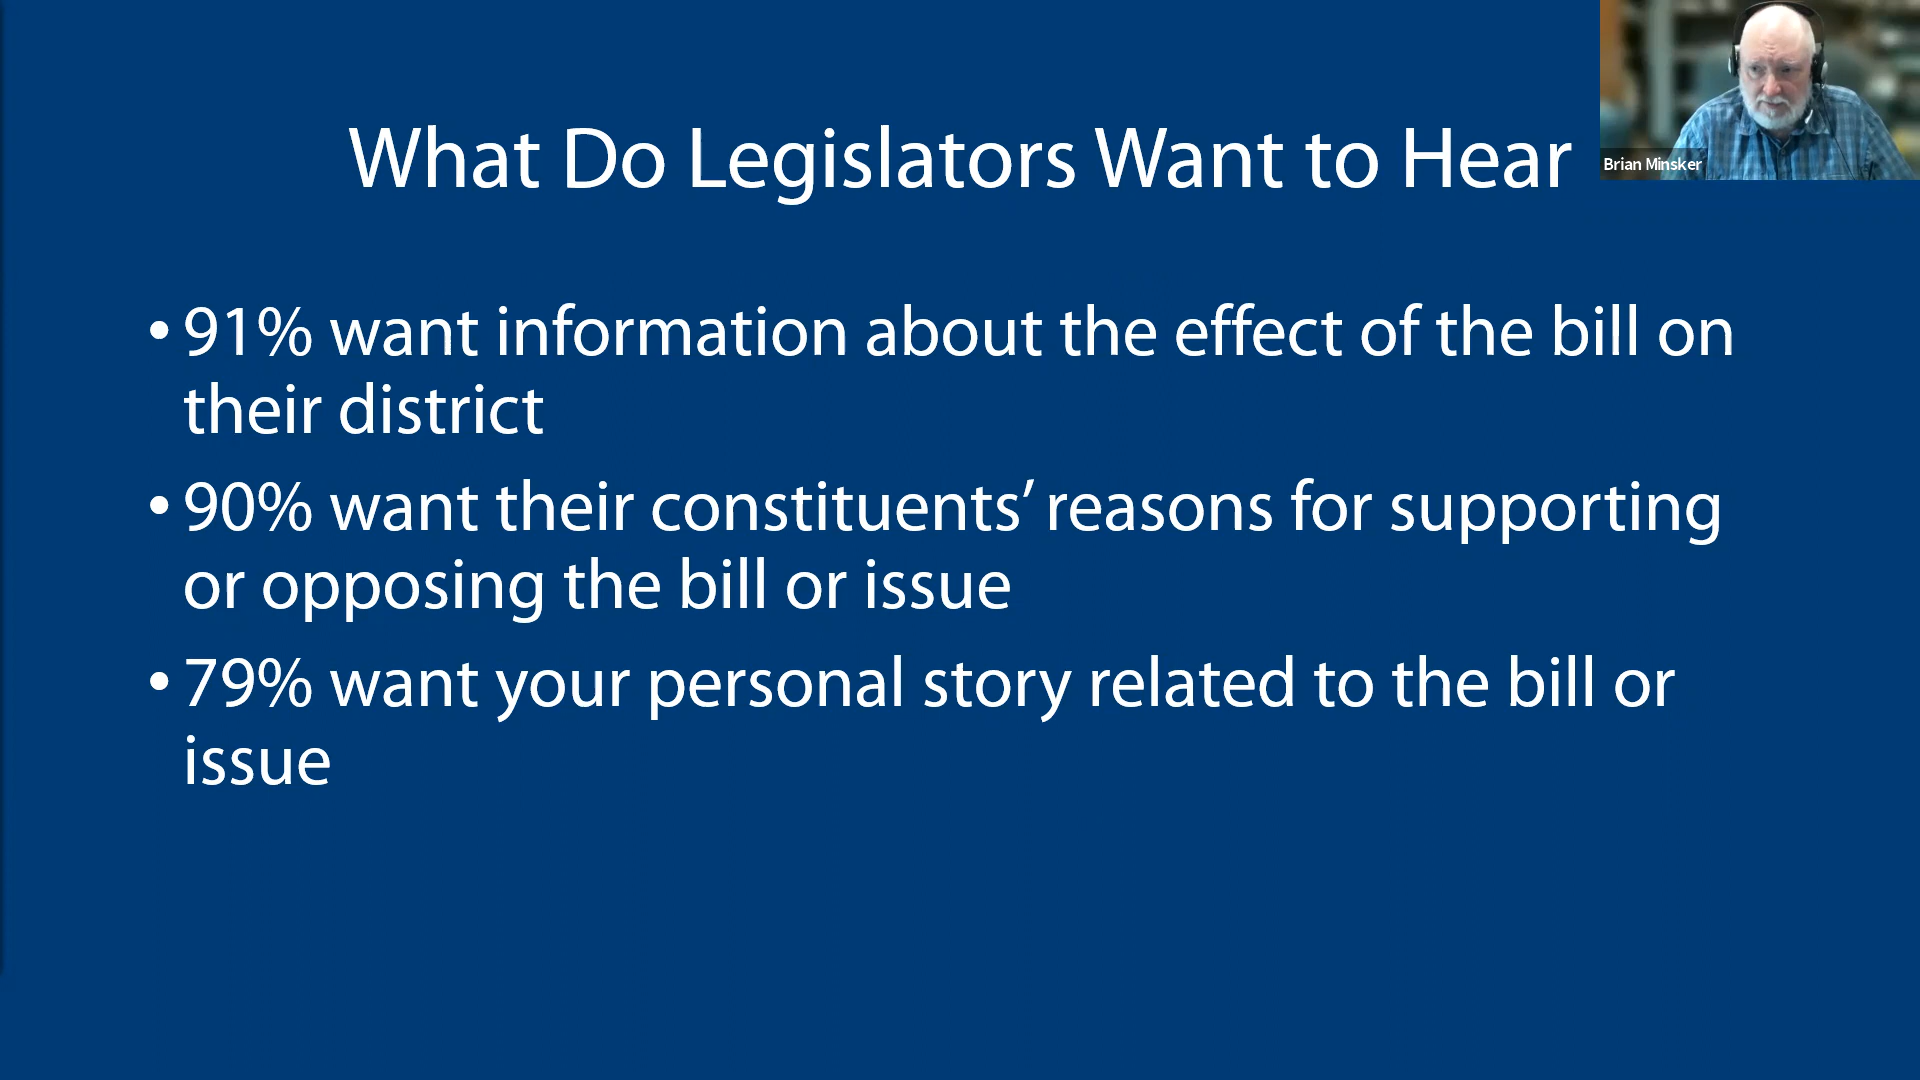 What Do Legislators Want to Hear
Brian Minsker
• 91% want information about the effect of the bill on
their district
• 90% want their constituents’ reasons for supporting
or opposing the bill or issue
• 79% want your personal story related to the bill or
issue